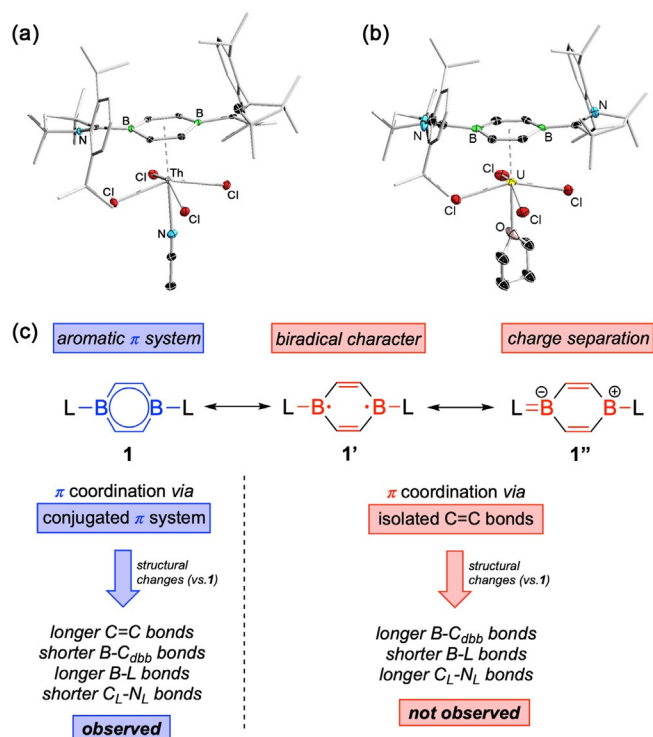 (a)
(b)
B
B
N
Th
Cl
Cl
Cl
Cl
N
N
N
B
B
U
Cl
Cl
Cl
Cl
O
(c)
aromatic π system
biradical character
charge separation
L B B L
L B· ·B L
L B⊖ B⊕ L
1
1'
1"
π coordination via
conjugated π system
π coordination via
isolated C=C bonds
structural
changes (vs.1)
structural
changes (vs.1)
longer C=C bonds
shorter B-Cdbb bonds
longer B-L bonds
shorter CL-NL bonds
observed
longer B-Cdbb bonds
shorter B-L bonds
longer CL-NL bonds
not observed